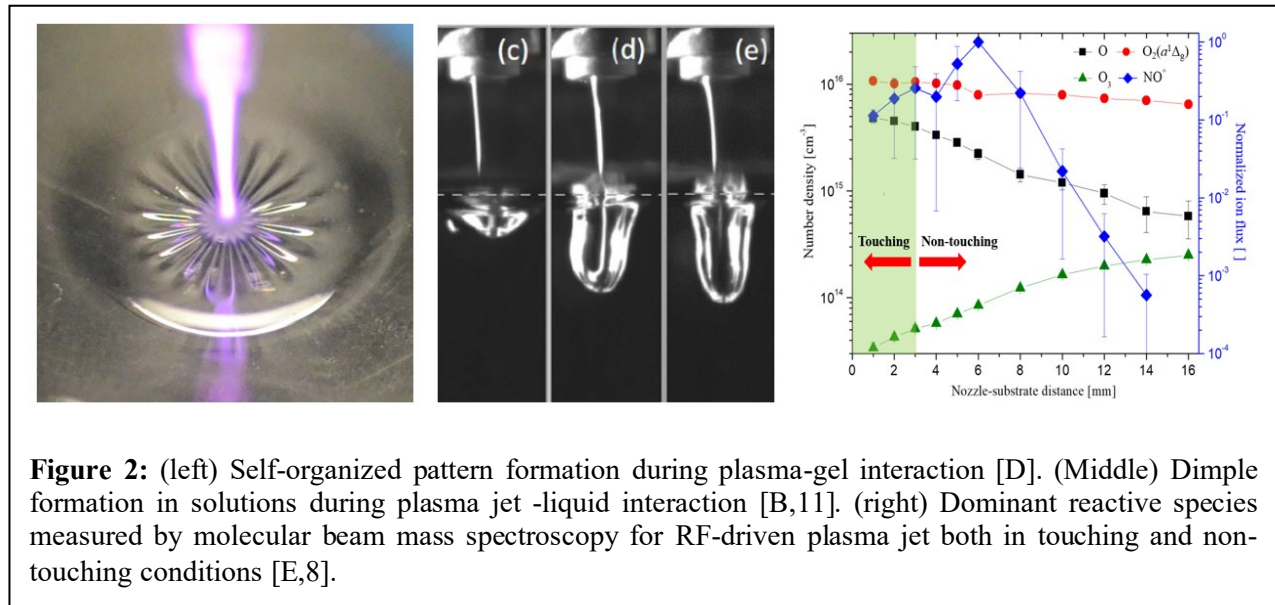 (c) (d) (e)
O O₂(a¹Δg)
O₃ NO⁺
Number density [cm⁻³]
10¹⁶
10¹⁵
10¹⁴
Touching Non-touching
0 2 4 6 8 10 12 14 16
Nozzle-substrate distance [mm]
10⁰
10⁻¹
10⁻²
10⁻³
10⁻⁴
Normalized ion flux [ ]
Figure 2: (left) Self-organized pattern formation during plasma-gel interaction [D]. (Middle) Dimple
formation in solutions during plasma jet -liquid interaction [B,11]. (right) Dominant reactive species
measured by molecular beam mass spectroscopy for RF-driven plasma jet both in touching and non-
touching conditions [E,8].